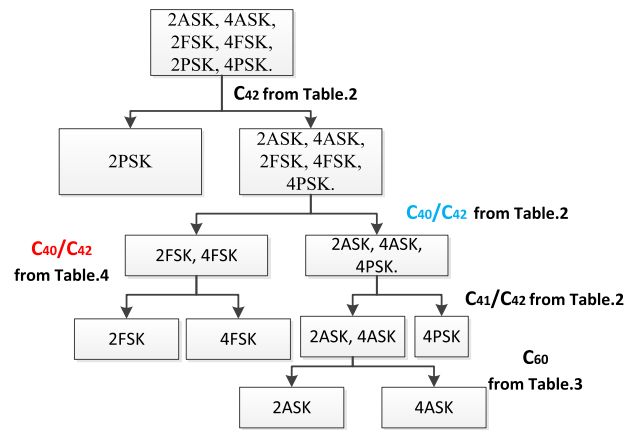 2ASK, 4ASK,
2FSK, 4FSK,
2PSK, 4PSK.
C42 from Table.2
2PSK
2ASK, 4ASK,
2FSK, 4FSK,
4PSK.
C40/C42 from Table.2
C40/C42
from Table.4
2FSK, 4FSK
2ASK, 4ASK,
4PSK.
C41/C42 from Table.2
2FSK
4FSK
2ASK, 4ASK
4PSK
C60
from Table.3
2ASK
4ASK